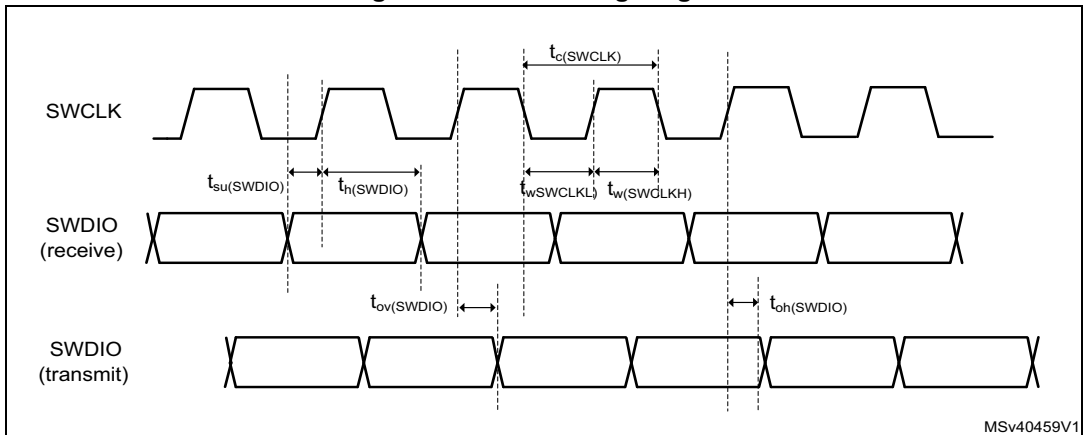 t_c(SWCLK)
SWCLK
t_su(SWDIO)
t_h(SWDIO)
t_wSWCLKL)
t_w(SWCLKH)
SWDIO
(receive)
t_ov(SWDIO)
t_oh(SWDIO)
SWDIO
(transmit)
MSv40459V1